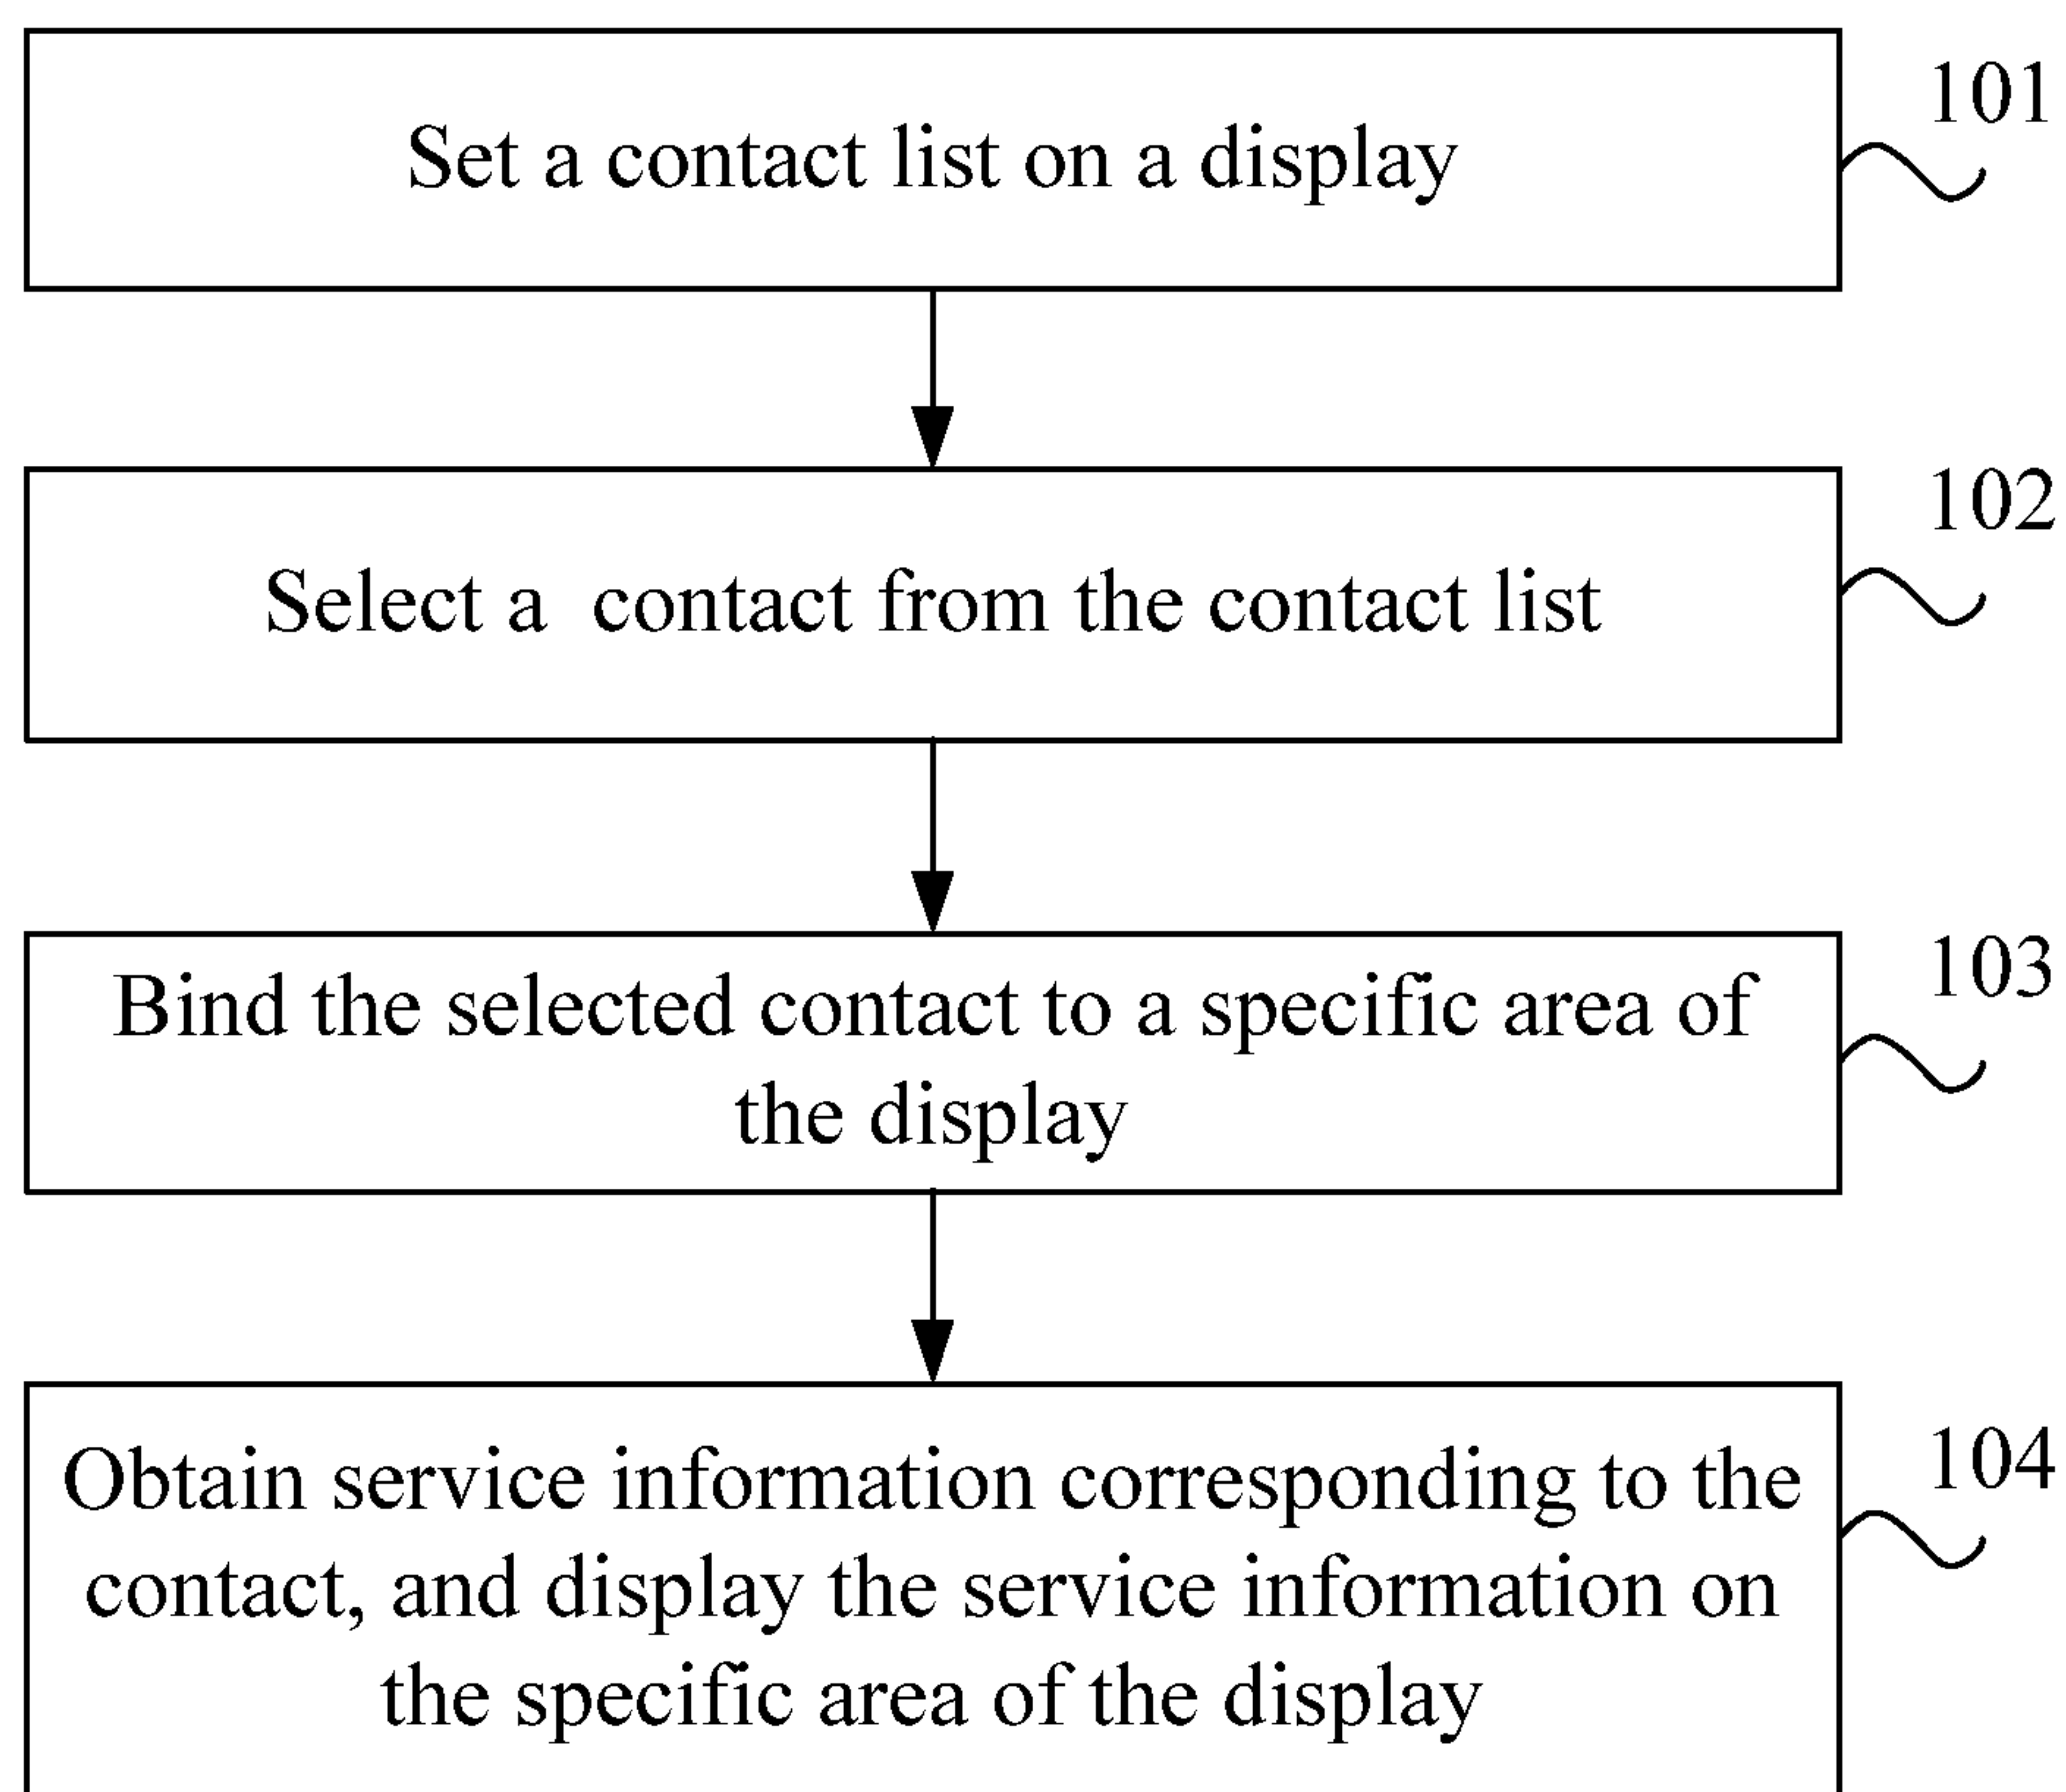 Set a contact list on a display
101
Select a contact from the contact list
102
Bind the selected contact to a specific area of
the display
103
Obtain service information corresponding to the
contact, and display the service information on
the specific area of the display
104